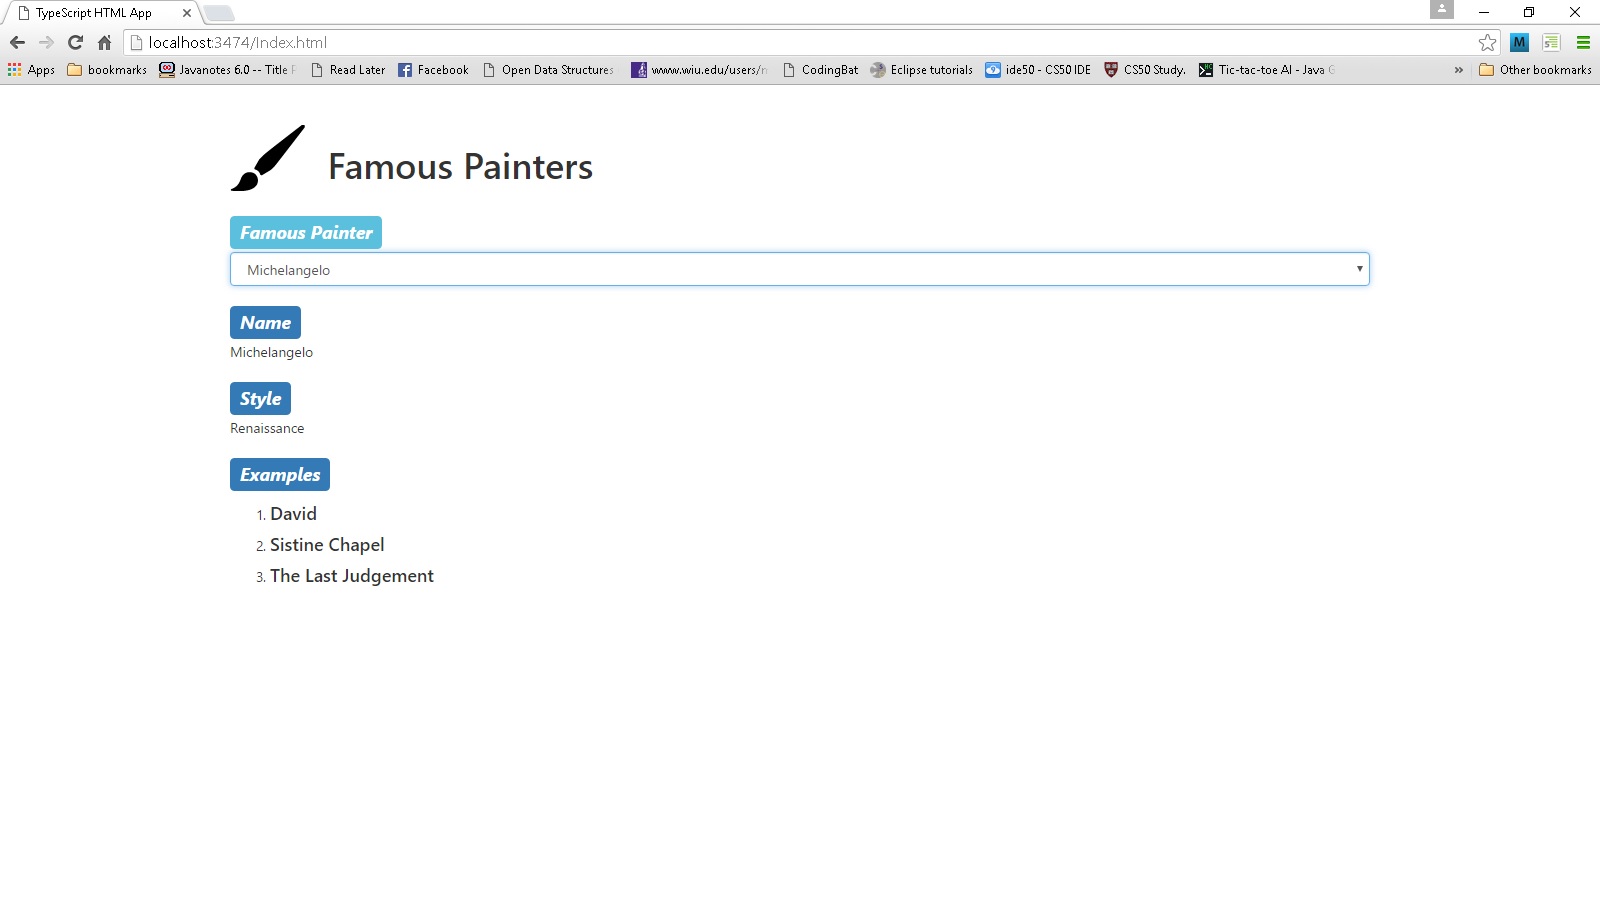 TypeScript HTML App
localhost:3474/Index.html
Apps bookmarks Javanotes 6.0 -- Title Read Later Facebook Open Data Structures www.wiu.edu/users/ CodingBat Eclipse tutorials ide50 - CS50 IDE CS50 Study. Tic-tac-toe AI - Java » Other bookmarks
Famous Painters
Famous Painter
Michelangelo
Name
Michelangelo
Style
Renaissance
Examples
1. David
2. Sistine Chapel
3. The Last Judgement